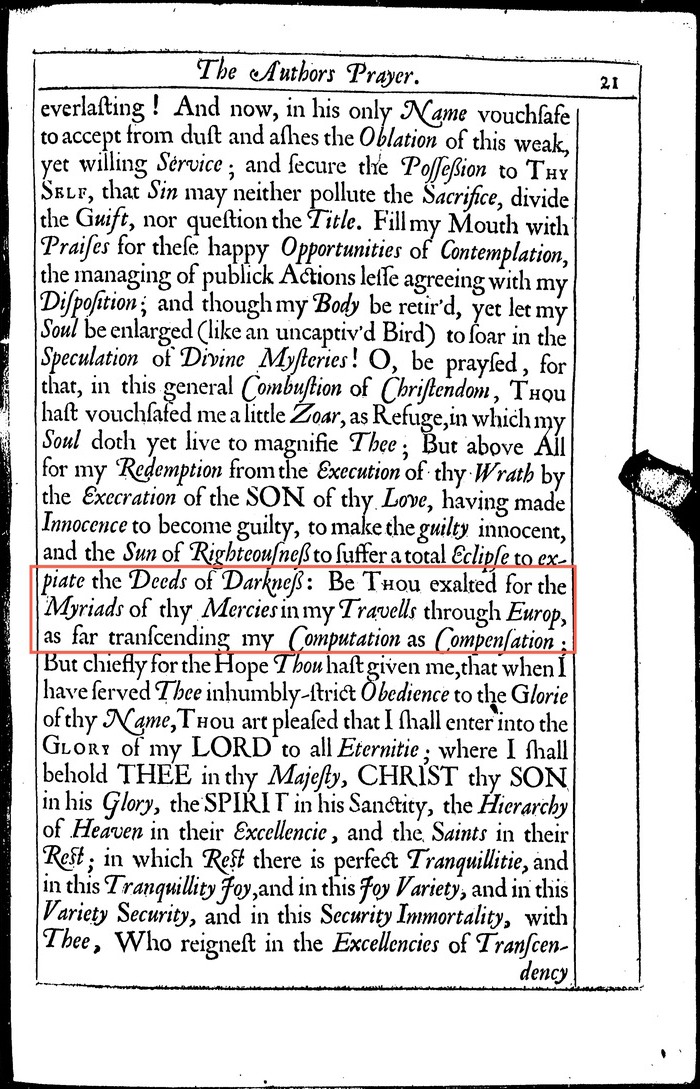 The Authors Prayer.
21
everlaſting ! And now, in his only Name vouchſafe
to accept from duſt and aſhes the Oblation of this weak,
yet willing Service ; and ſecure the Poſſeßion to THY
SELF, that Sin may neither pollute the Sacrifice, divide
the Guift, nor queſtion the Title. Fill my Mouth with
Praiſes for theſe happy Opportunities of Contemplation,
the managing of publick Actions leſſe agreeing with my
Diſpoſition ; and though my Body be retir'd, yet let my
Soul be enlarged (like an uncaptiv'd Bird) to ſoar in the
Speculation of Divine Myſteries ! O, be prayſed , for
that, in this general Combuſtion of Chriſtendom, THOU
haſt vouchſafed me a little Zoar, as Refuge, in which my
Soul doth yet live to magnifie Thee ; But above All
for my Redemption from the Execution of thy Wrath by
the Execration of the SON of thy Love, having made
Innocence to become guilty, to make the guilty innocent,
and the Sun of Righteouſneß to ſuffer a total Eclipſe to ex-
piate the Deeds of Darkneß : Be THOU exalted for the
Myriads of thy Mercies in my Travells through Europ,
as far tranſcending my Computation as Compenſation ;
But chiefly for the Hope Thou haſt given me, that when I
have ſerved Thee in humbly-ſtrict Obedience to the Glorie
of thy Name, THOU art pleaſed that I ſhall enter into the
GLORY of my LORD to all Eternitie ; where I ſhall
behold THEE in thy Majeſty, CHRIST thy SON
in his Glory, the SPIRIT in his Sanctity, the Hierarchy
of Heaven in their Excellencie , and the Saints in their
Reſt ; in which Reſt there is perfect Tranquillitie, and
in this Tranquillity Joy, and in this Joy Variety, and in this
Variety Security, and in this Security Immortality, with
Thee, Who reigneſt in the Excellencies of Tranſcen-
dency